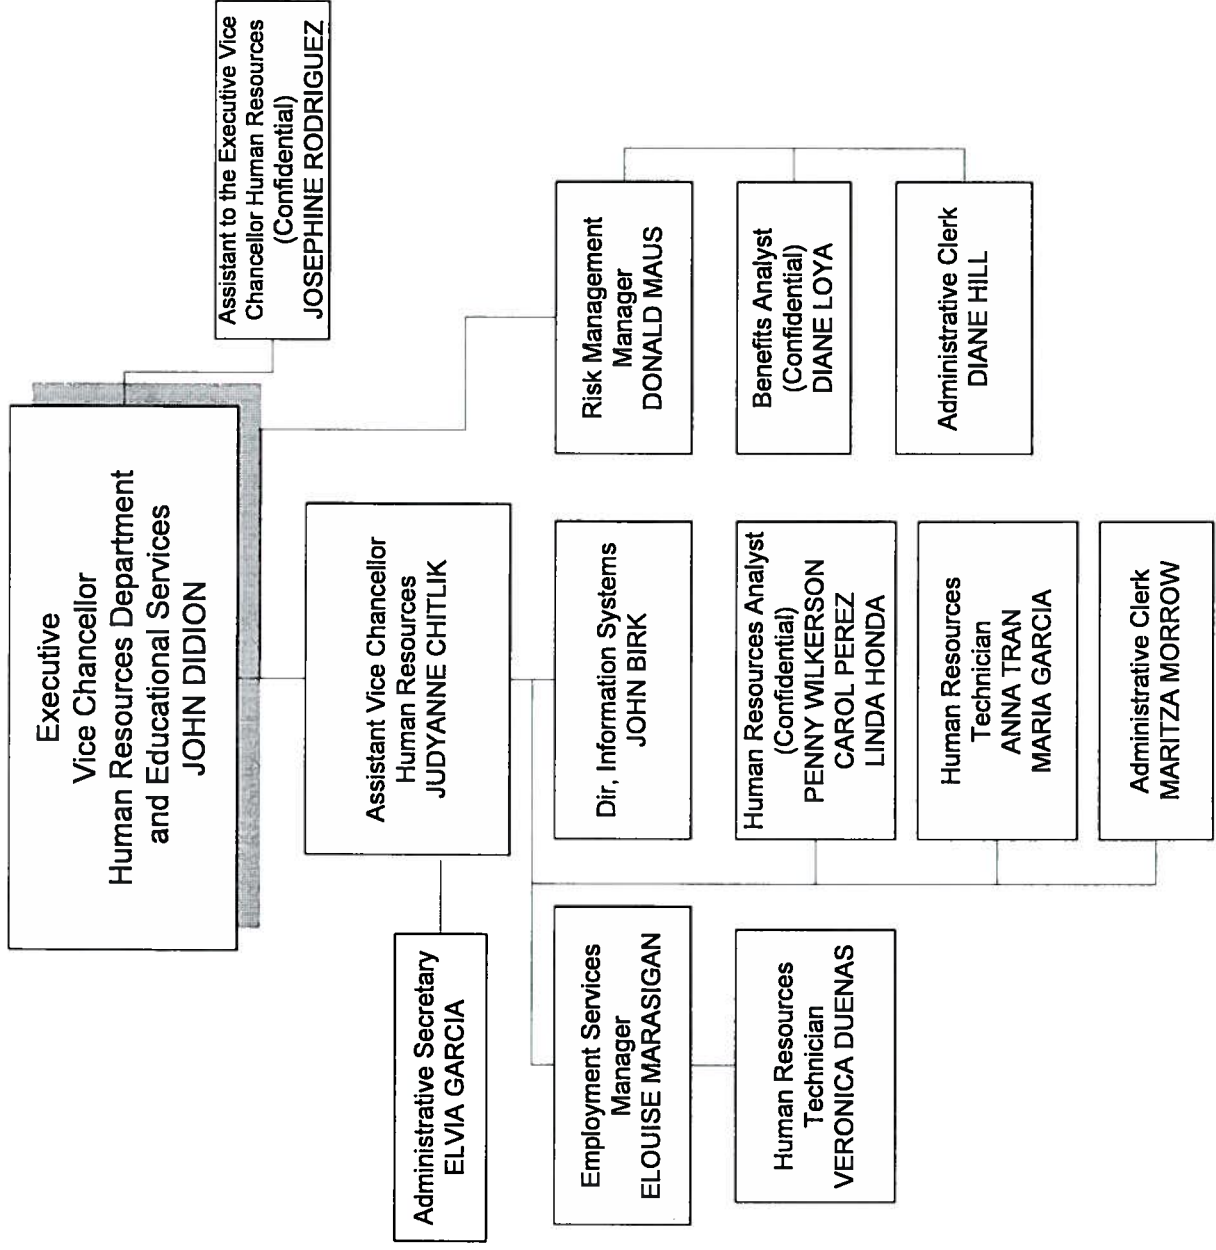 Executive
Vice Chancellor
Human Resources Department
and Educational Services
JOHN DIDION
Assistant to the Executive Vice
Chancellor Human Resources
(Confidential)
JOSEPHINE RODRIGUEZ
Assistant Vice Chancellor
Human Resources
JUDYANNE CHITLIK
Administrative Secretary
ELVIA GARCIA
Employment Services
Manager
ELOUISE MARASIGAN
Human Resources
Technician
VERONICA DUENAS
Dir, Information Systems
JOHN BIRK
Human Resources Analyst
(Confidential)
PENNY WILKERSON
CAROL PEREZ
LINDA HONDA
Human Resources
Technician
ANNA TRAN
MARIA GARCIA
Administrative Clerk
MARITZA MORROW
Risk Management
Manager
DONALD MAUS
Benefits Analyst
(Confidential)
DIANE LOYA
Administrative Clerk
DIANE HILL